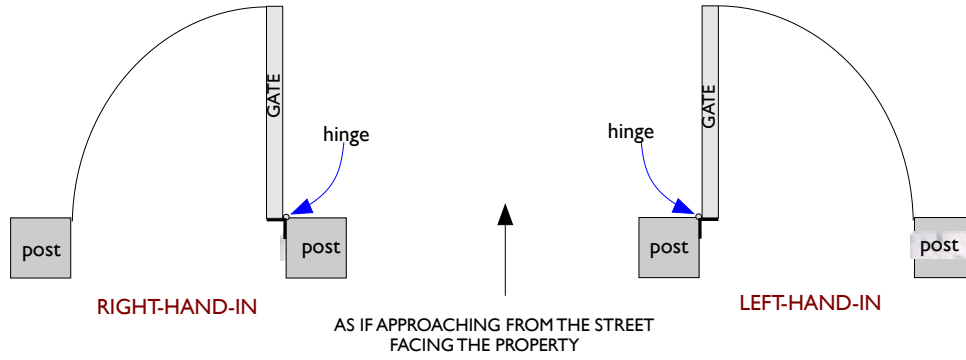 GATE
hinge
post
post
RIGHT-HAND-IN
AS IF APPROACHING FROM THE STREET
FACING THE PROPERTY
GATE
hinge
post
post
LEFT-HAND-IN